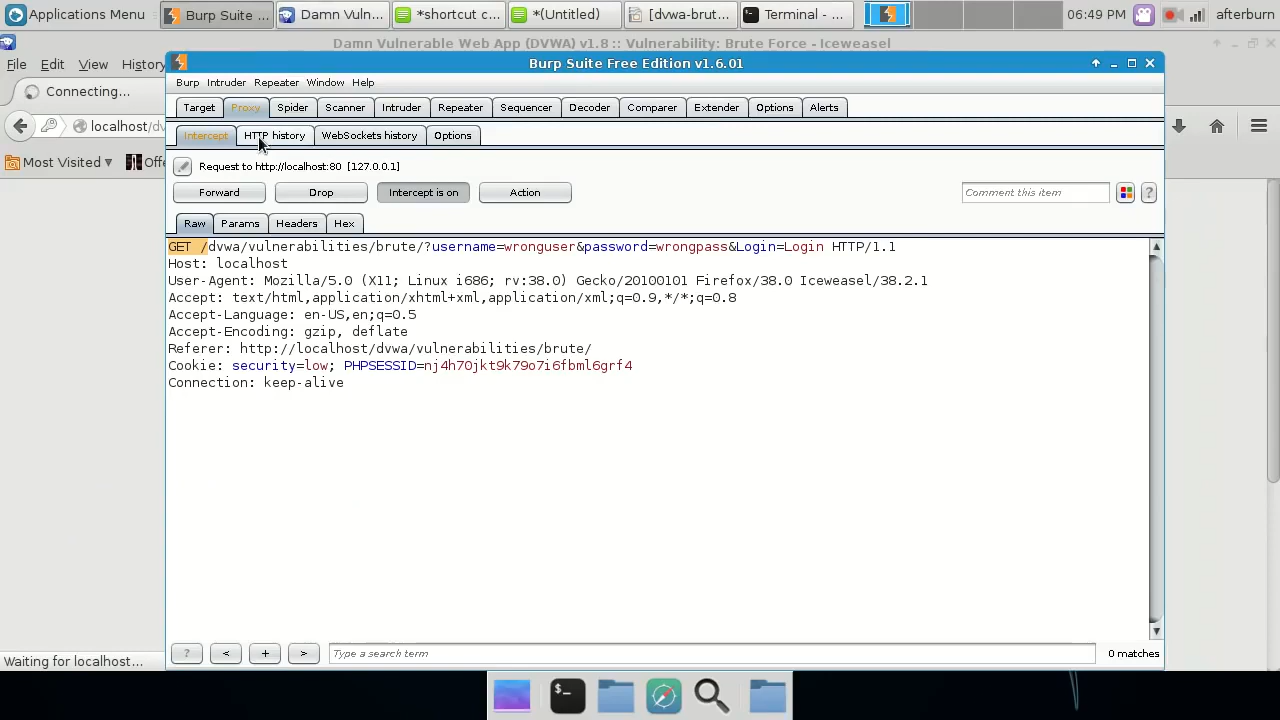 Applications Menu
Burp Suite ...
Damn Vuln...
*shortcut c...
*(Untitled)
[dvwa-brut...
Terminal - ...
06:49 PM
afterburn
Damn Vulnerable Web App (DVWA) v1.8 :: Vulnerability: Brute Force - Iceweasel
File Edit View History
Burp Suite Free Edition v1.6.01
Burp Intruder Repeater Window Help
Connecting...
Target Proxy Spider Scanner Intruder Repeater Sequencer Decoder Comparer Extender Options Alerts
localhost/dv
Intercept HTTP history WebSockets history Options
Most Visited
Offe
Request to http://localhost:80 [127.0.0.1]
Forward Drop Intercept is on Action Comment this item ?
Raw Params Headers Hex
GET /dvwa/vulnerabilities/brute/?username=wronguser&password=wrongpass&Login=Login HTTP/1.1
Host: localhost
User-Agent: Mozilla/5.0 (X11; Linux i686; rv:38.0) Gecko/20100101 Firefox/38.0 Iceweasel/38.2.1
Accept: text/html,application/xhtml+xml,application/xml;q=0.9,*/*;q=0.8
Accept-Language: en-US,en;q=0.5
Accept-Encoding: gzip, deflate
Referer: http://localhost/dvwa/vulnerabilities/brute/
Cookie: security=low; PHPSESSID=nj4h70jkt9k79o7i6fbml6grf4
Connection: keep-alive
? < + > Type a search term 0 matches
Waiting for localhost...